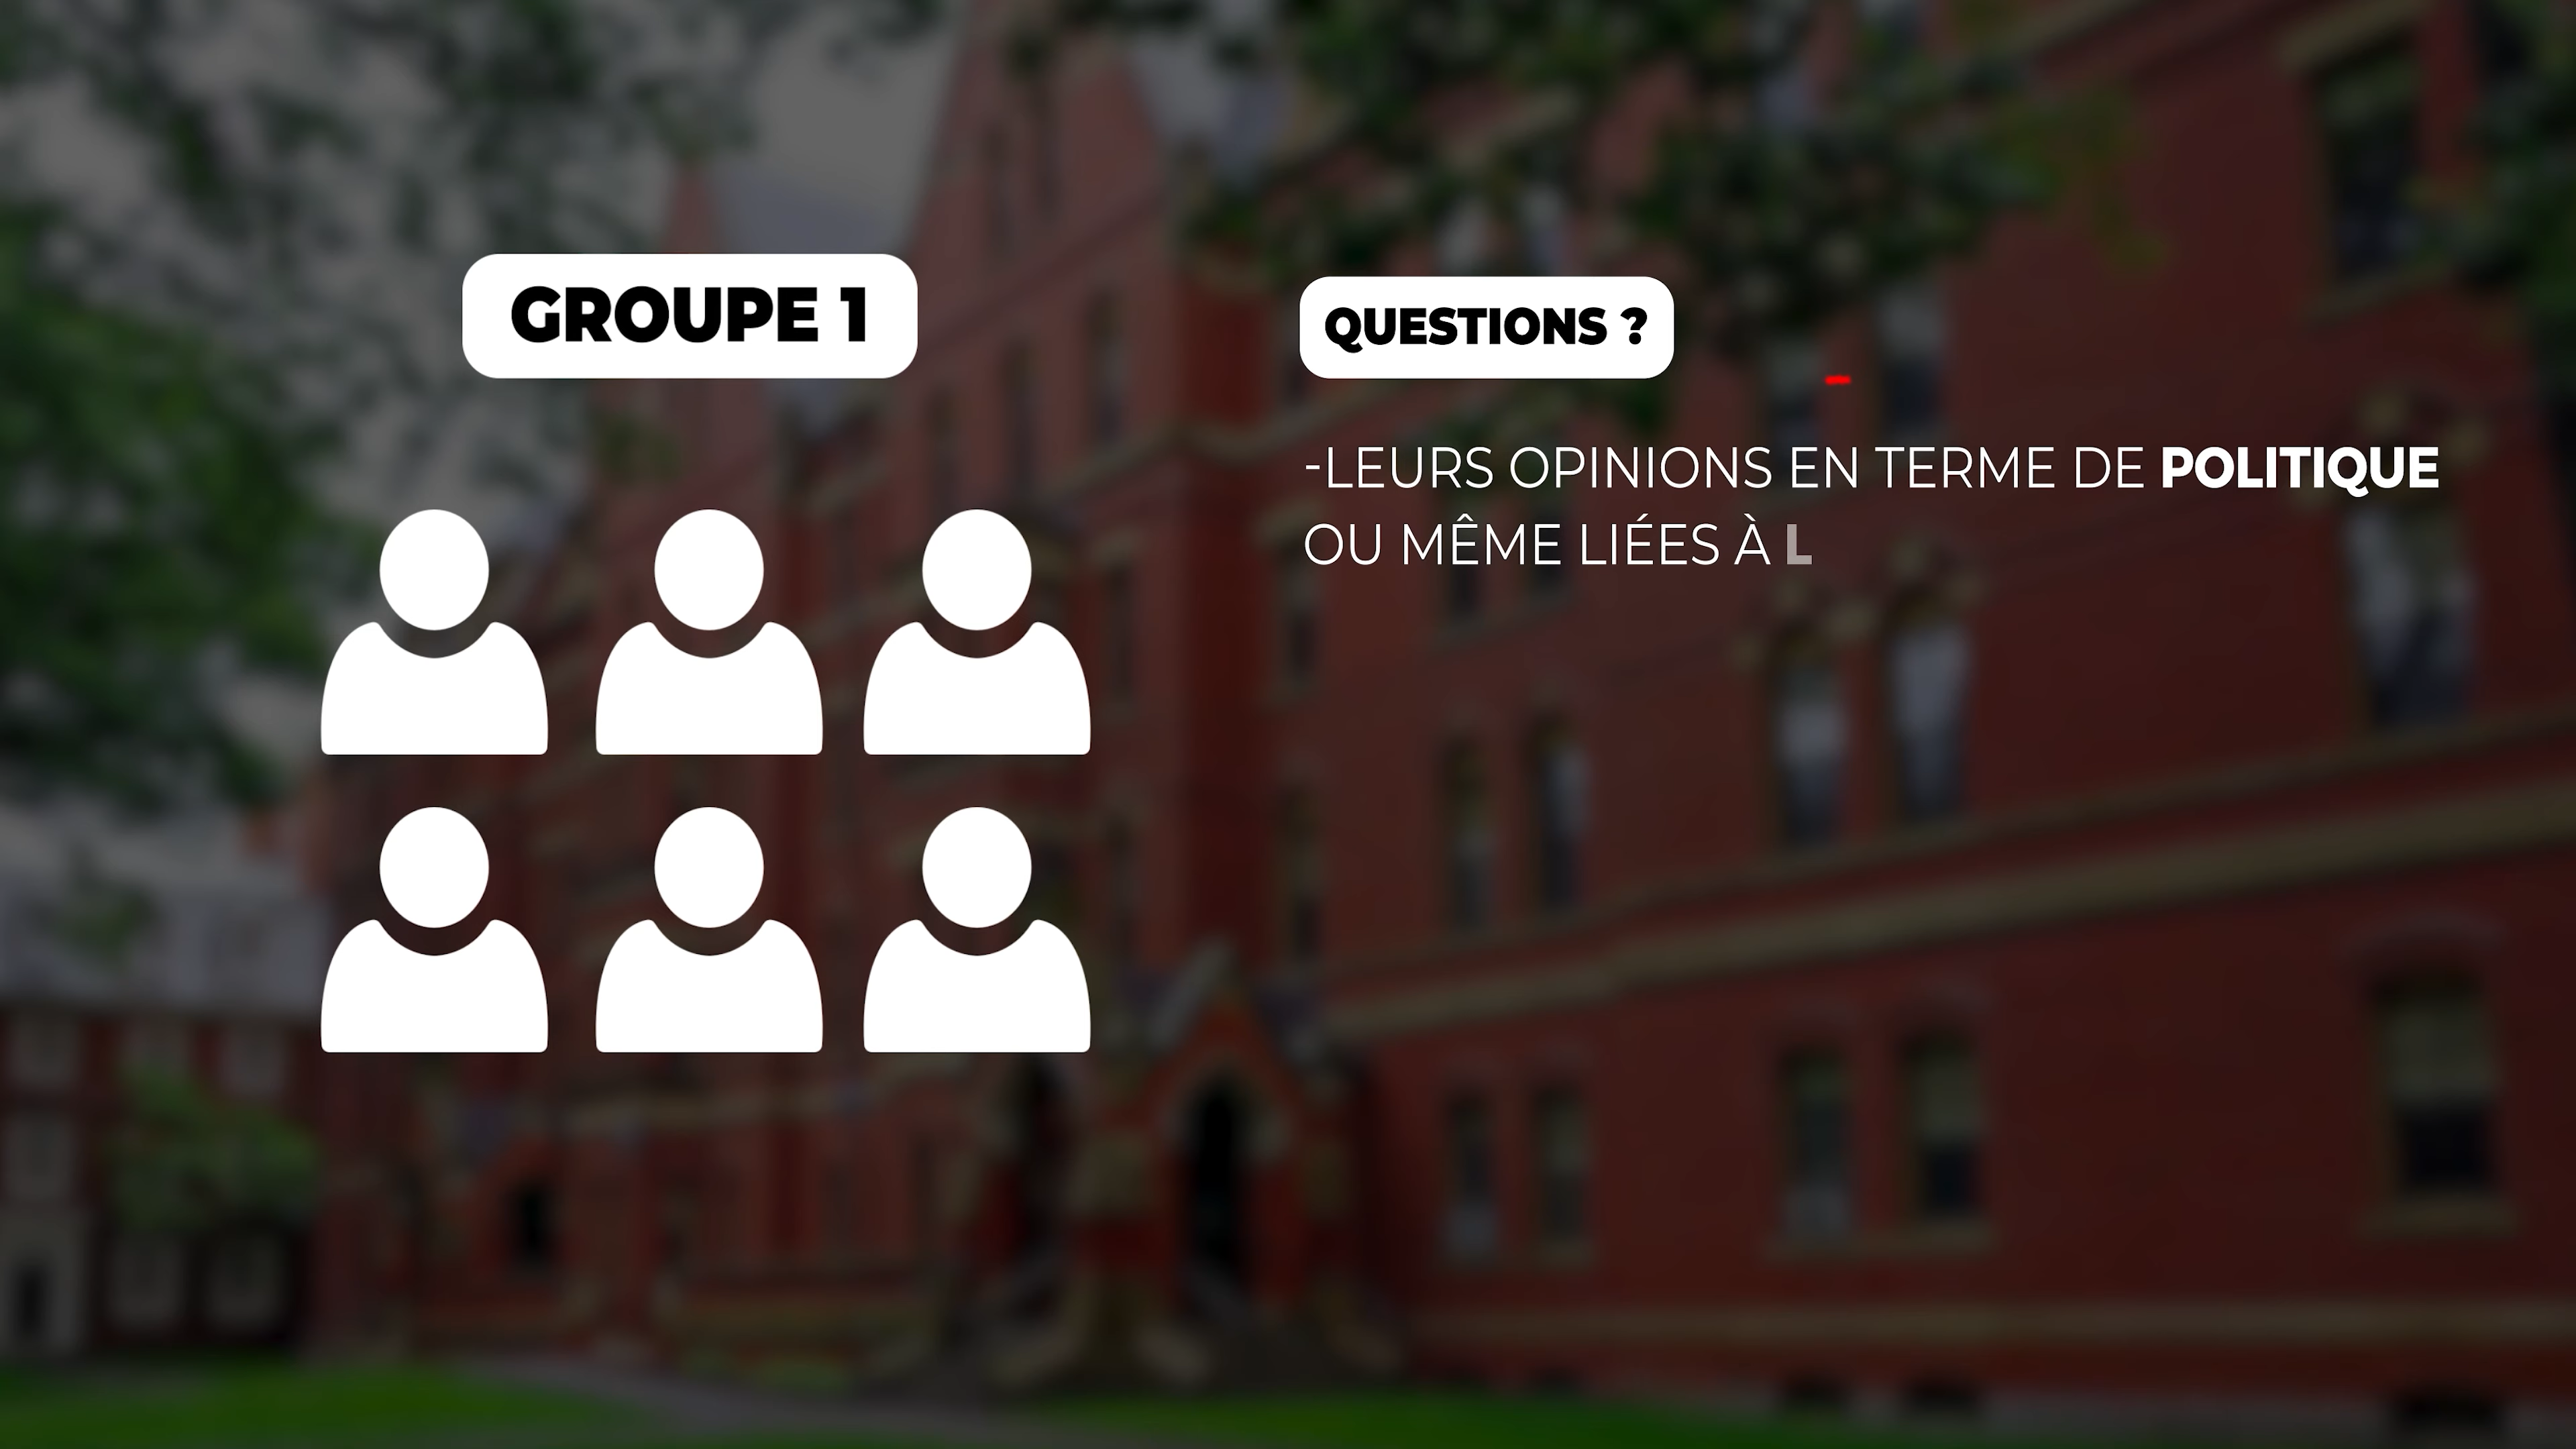 GROUPE 1
QUESTIONS ?
-LEURS OPINIONS EN TERME DE POLITIQUE
OU MÊME LIÉES À L